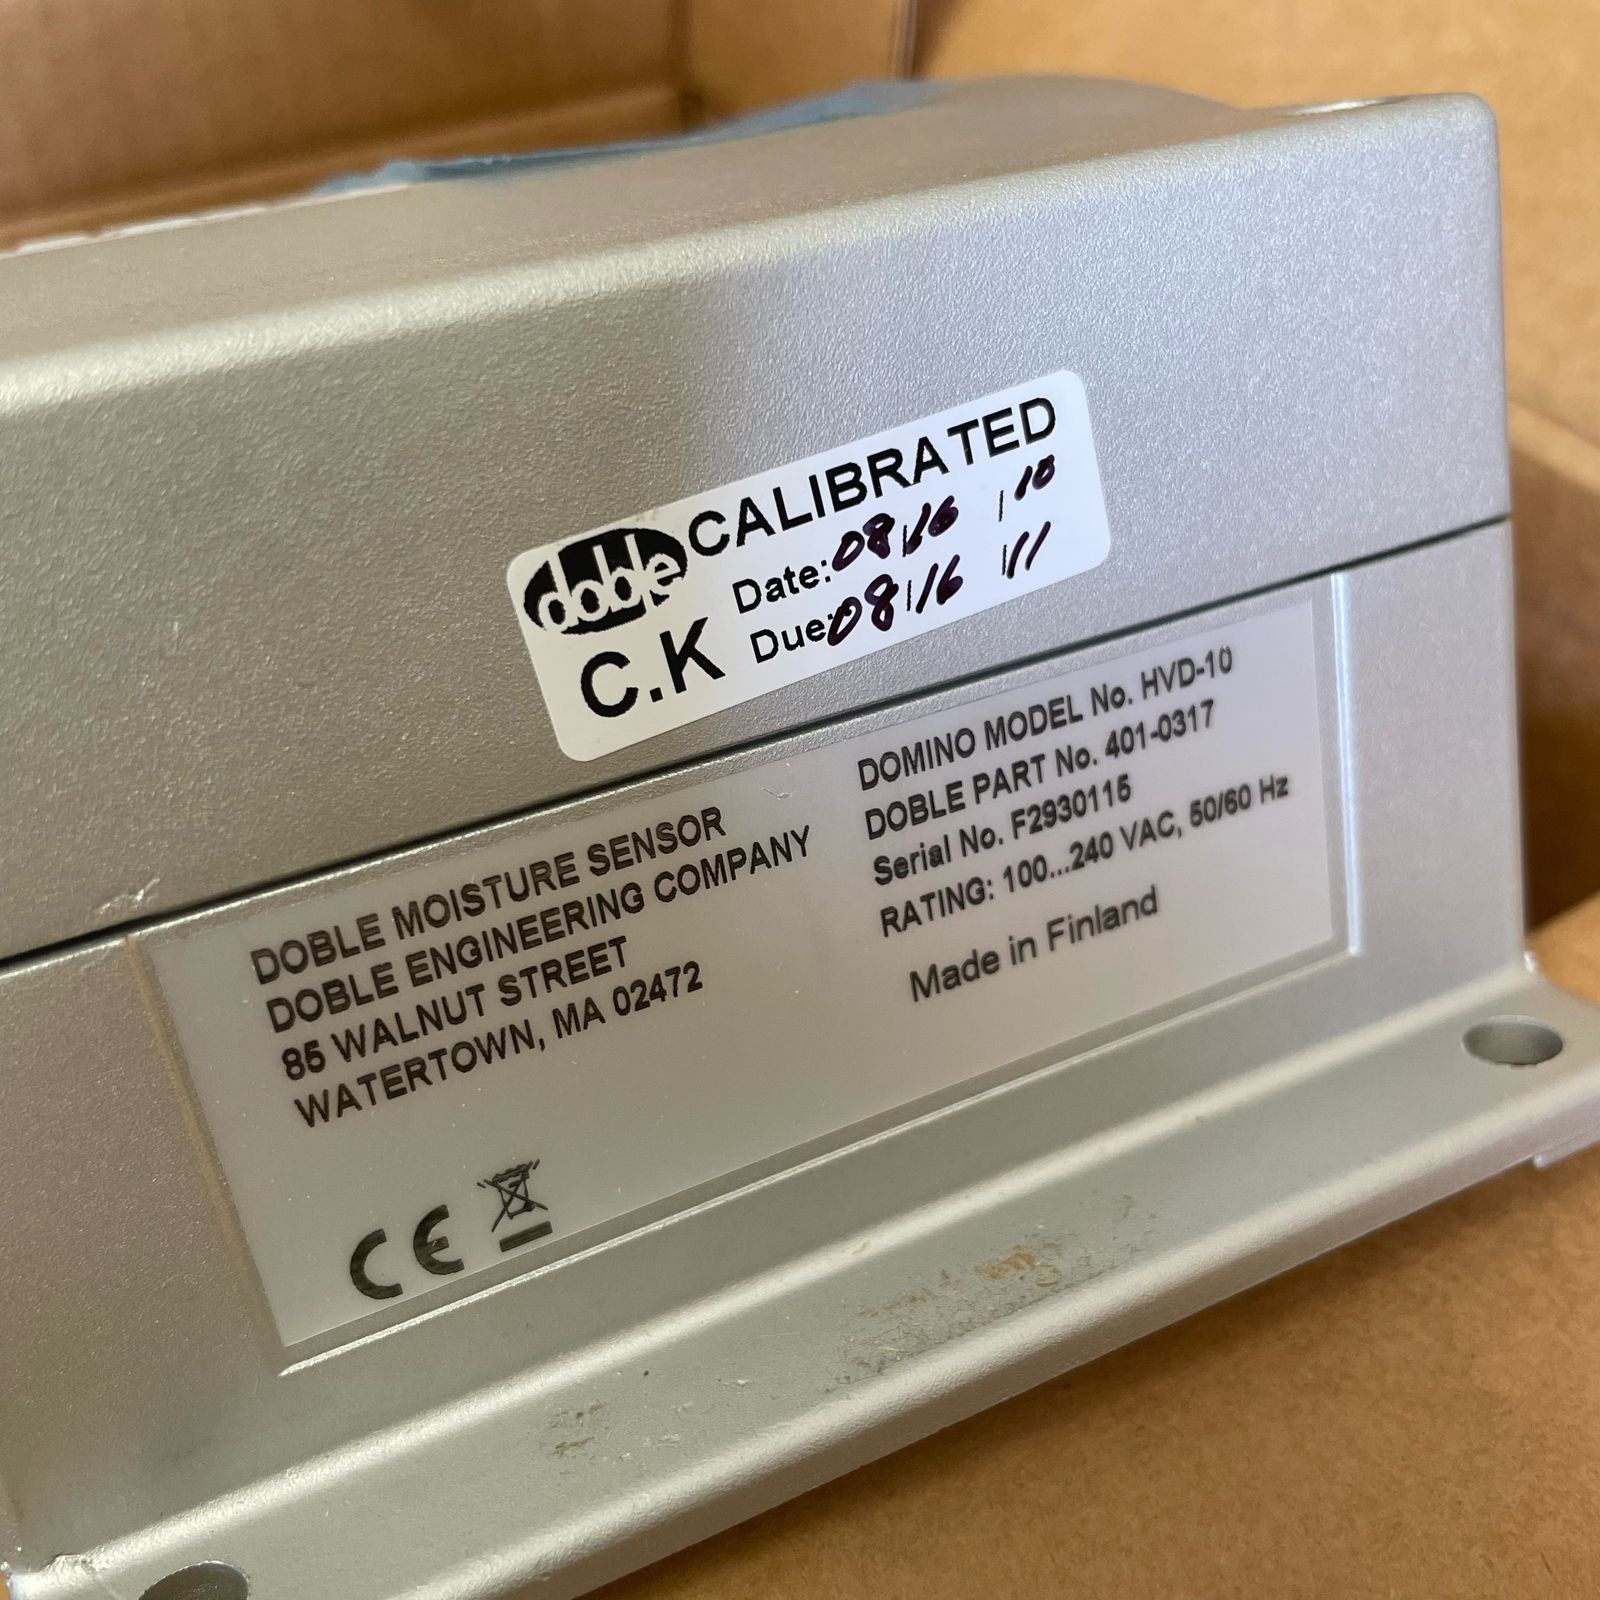 doble CALIBRATED
C.K Date: 08/16/10
Due: 08/16/11
DOBLE MOISTURE SENSOR
DOBLE ENGINEERING COMPANY
85 WALNUT STREET
WATERTOWN, MA 02472
DOMINO MODEL No. HVD-10
DOBLE PART No. 401-0317
Serial No. F2930115
RATING: 100...240 VAC, 50/60 Hz
Made in Finland
CE